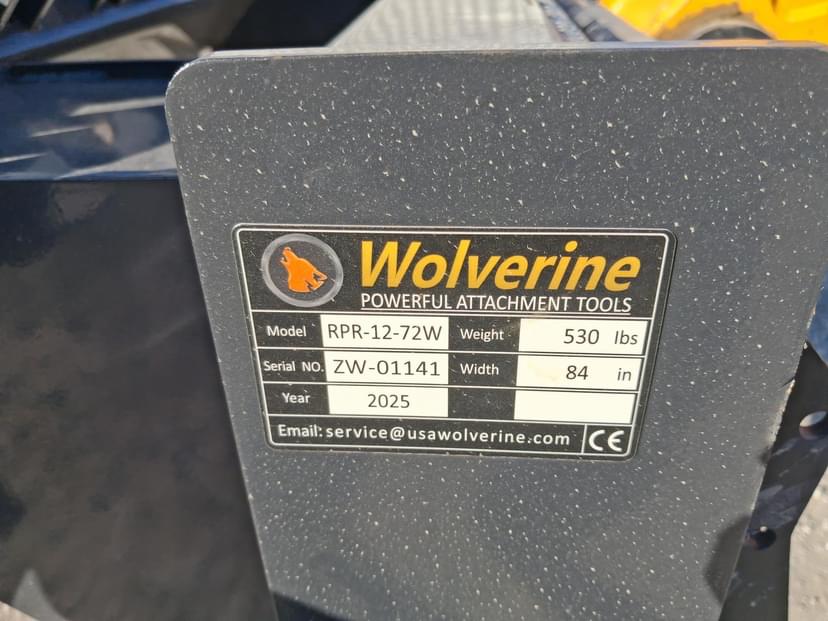 Wolverine
POWERFUL ATTACHMENT TOOLS
Model RPR-12-72W Weight 530 lbs
Serial NO. ZW-01141 Width 84 in
Year 2025
Email: service@usawolverine.com CE